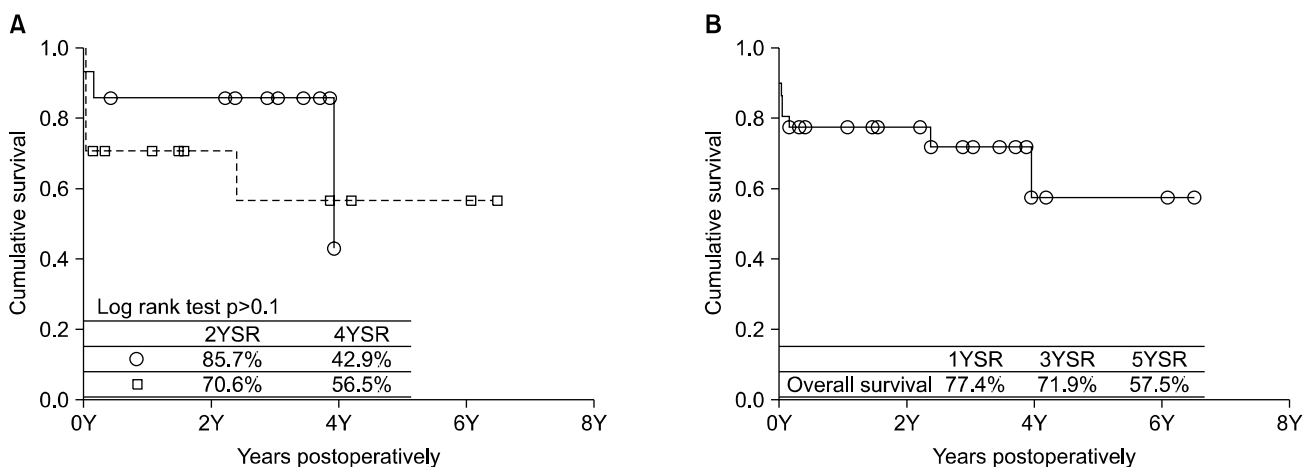 A
1.0
0.8
0.6
0.4
0.2
0.0
Cumulative survival
Log rank test p>0.1
2YSR 4YSR
85.7% 42.9%
70.6% 56.5%
0Y 2Y 4Y 6Y 8Y
Years postoperatively
B
1.0
0.8
0.6
0.4
0.2
0.0
Cumulative survival
1YSR 3YSR 5YSR
Overall survival 77.4% 71.9% 57.5%
0Y 2Y 4Y 6Y 8Y
Years postoperatively